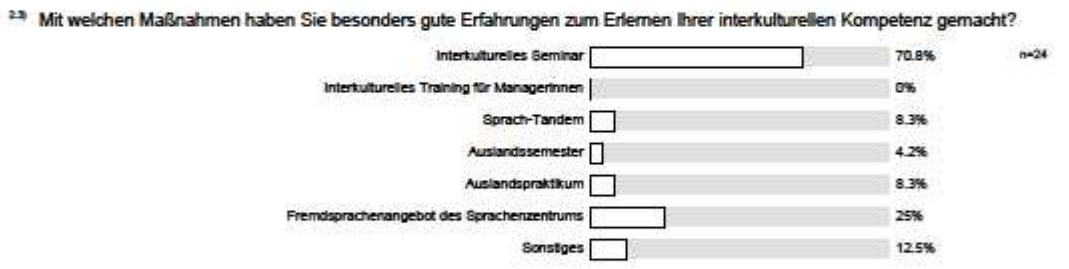 2.3) Mit welchen Maßnahmen haben Sie besonders gute Erfahrungen zum Erlernen Ihrer interkulturellen Kompetenz gemacht?
Interkulturelles Seminar 70.8% n=24
Interkulturelles Training für ManagerInnen 0%
Sprach-Tandem 8.3%
Auslandssemester 4.2%
Auslandspraktikum 8.3%
Fremdsprachenangebot des Sprachenzentrums 25%
Sonstiges 12.5%